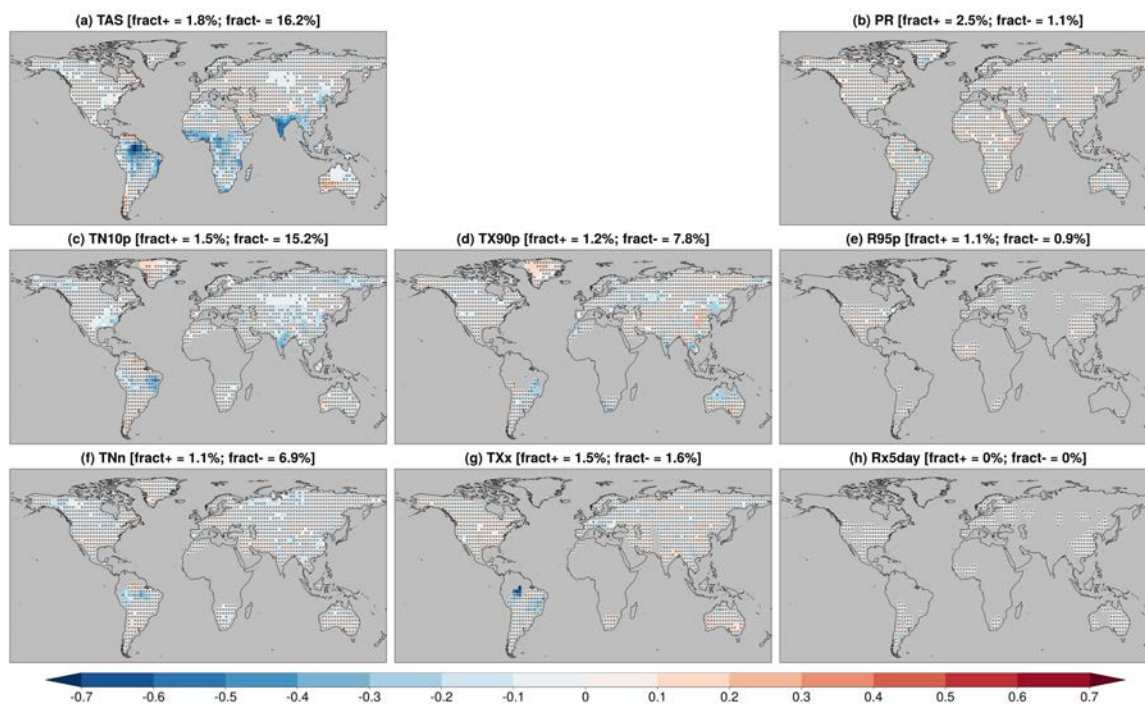 (a) TAS [fract+ = 1.8%; fract- = 16.2%]
(b) PR [fract+ = 2.5%; fract- = 1.1%]
(c) TN10p [fract+ = 1.5%; fract- = 15.2%]
(d) TX90p [fract+ = 1.2%; fract- = 7.8%]
(e) R95p [fract+ = 1.1%; fract- = 0.9%]
(f) TNn [fract+ = 1.1%; fract- = 6.9%]
(g) TXx [fract+ = 1.5%; fract- = 1.6%]
(h) Rx5day [fract+ = 0%; fract- = 0%]
-0.7 -0.6 -0.5 -0.4 -0.3 -0.2 -0.1 0 0.1 0.2 0.3 0.4 0.5 0.6 0.7